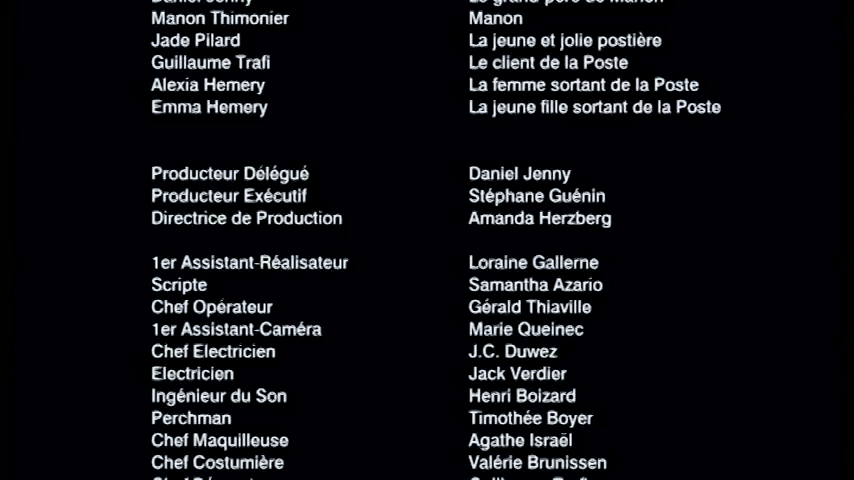 Manon Thimonier Manon
Jade Pilard La jeune et jolie postière
Guillaume Trafi Le client de la Poste
Alexia Hemery La femme sortant de la Poste
Emma Hemery La jeune fille sortant de la Poste
Producteur Délégué Daniel Jenny
Producteur Exécutif Stéphane Guénin
Directrice de Production Amanda Herzberg
1er Assistant-Réalisateur Loraine Gallerne
Scripte Samantha Azario
Chef Opérateur Gérald Thiaville
1er Assistant-Caméra Marie Queinec
Chef Electricien J.C. Duwez
Electricien Jack Verdier
Ingénieur du Son Henri Boizard
Perchman Timothée Boyer
Chef Maquilleuse Agathe Israël
Chef Costumière Valérie Brunissen